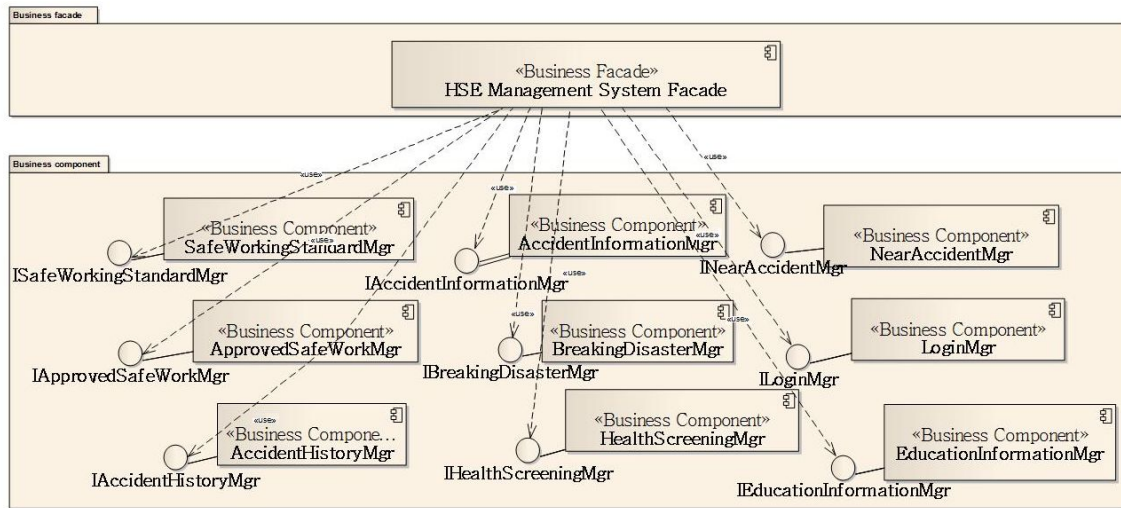 Business facade
«Business Facade»
HSE Management System Facade
Business component
«use»
«use»
«use»
«Business Component»
SafeWorkingStandardMgr
«use»
ISafeWorkingStandardMgr
«Business Component»
AccidentInformationMgr
«use»
IAccidentInformationMgr
«use»
«Business Component»
NearAccidentMgr
INearAccidentMgr
«Business Component»
ApprovedSafeWorkMgr
IApprovedSafeWorkMgr
«use»
«Business Component»
BreakingDisasterMgr
IBreakingDisasterMgr
«use»
«Business Component»
LoginMgr
ILoginMgr
«use»
«Business Compone...
AccidentHistoryMgr
IAccidentHistoryMgr
«Business Component»
HealthScreeningMgr
IHealthScreeningMgr
«Business Component»
EducationInformationMgr
IEducationInformationMgr